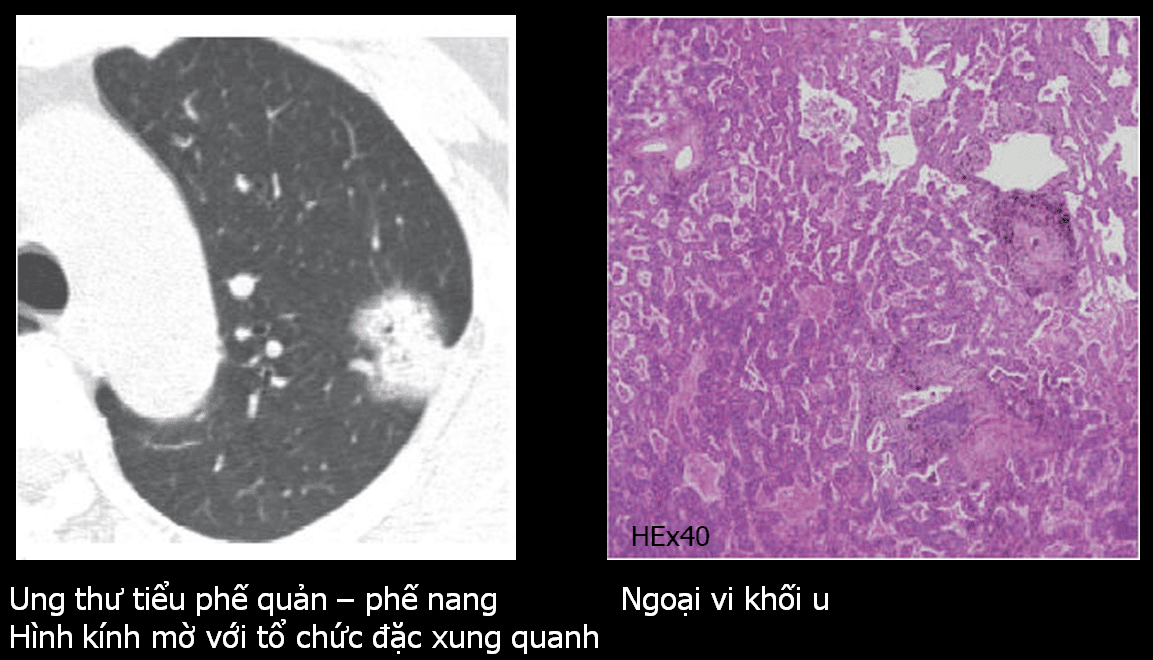 HEx40
Ung thư tiểu phế quản – phế nang
Hình kính mờ với tổ chức đặc xung quanh
Ngoại vi khối u